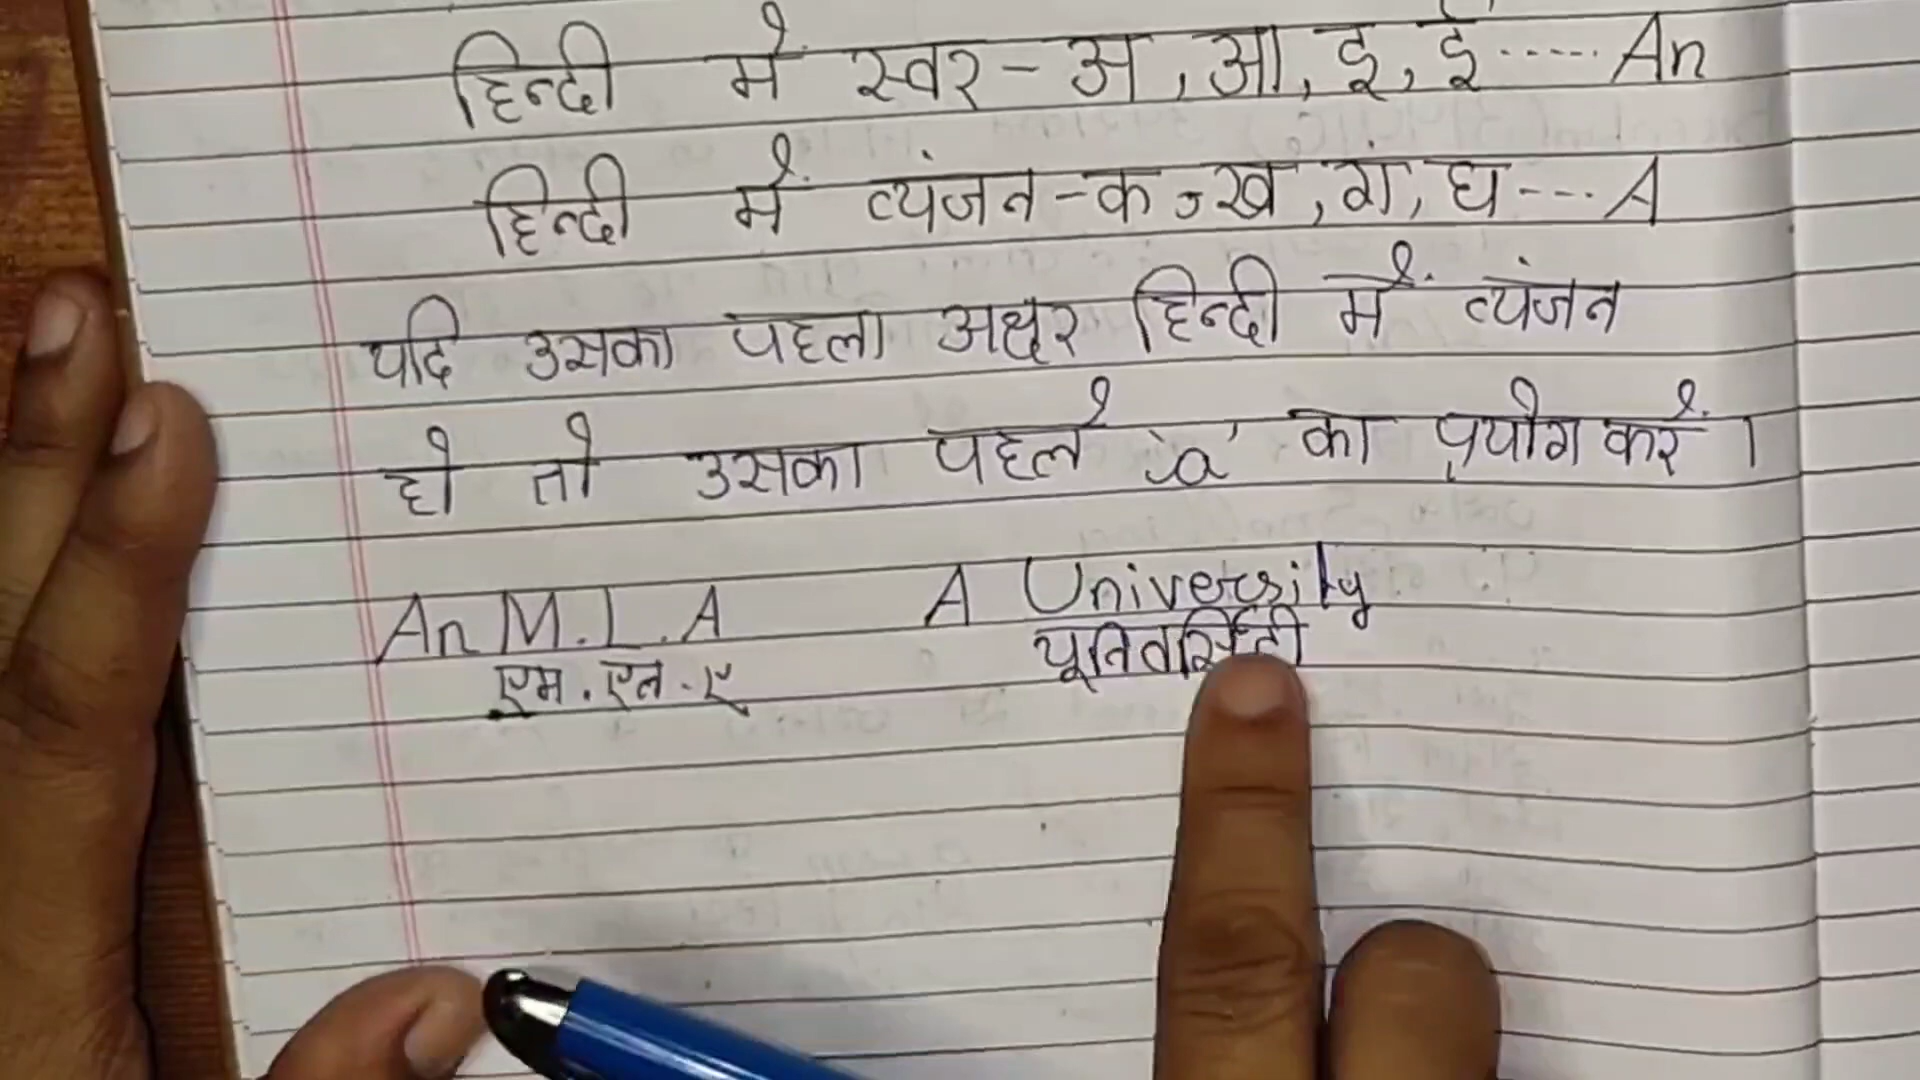 हिन्दी में स्वर - अ, आ, इ, ई ..... An
हिन्दी में व्यंजन - क, ख, ग, घ --- A
यदि उसका पहला अक्षर हिन्दी में व्यंजन
हो तो उसका पहले 'a' का प्रयोग करें ।
An M.L.A A University
एम.एल.ए यूनिवर्सिटी